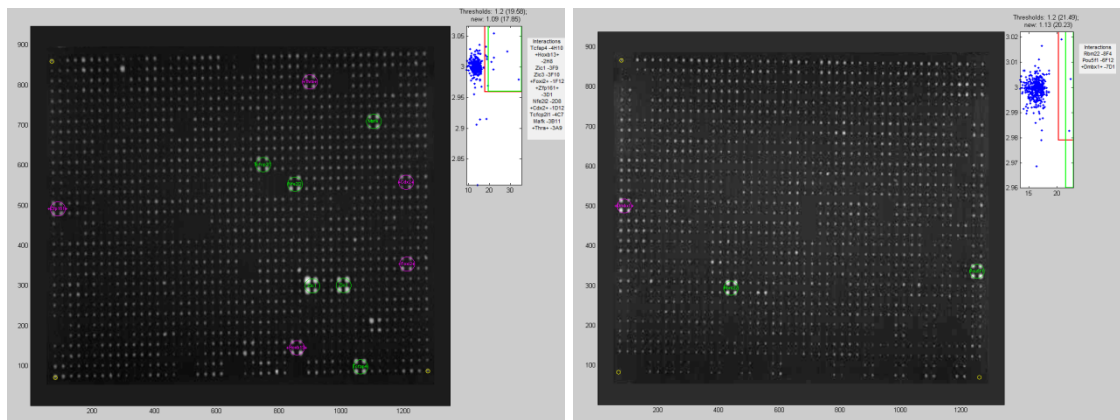 Thresholds: 1.2 (19.58);
new: 1.09 (17.85)
900
800
700
600
500
400
300
200
100
200
400
600
800
1000
1200
3.05
3
2.95
2.9
2.85
10
20
30
Interactions
Tcfap4 -4H10
+Hoxb13+
-2H8
Zic1 -3F9
Zic3 -3F10
+Foxl2+ -1F12
+Zfp161+
-3D1
Nfe2l2 -2D8
+Cdx2+ -1D12
Tcfcp2l1 -4C7
Mafk -3B11
+Thra+ -3A9
Thresholds: 1.2 (21.49);
new: 1.13 (20.23)
900
800
700
600
500
400
300
200
100
200
400
600
800
1000
1200
3.02
3.01
3
2.99
2.98
2.97
2.96
15
20
Interactions
Rbm22 -8F4
Pou5f1 -6F12
+Dmbx1+ -7D1